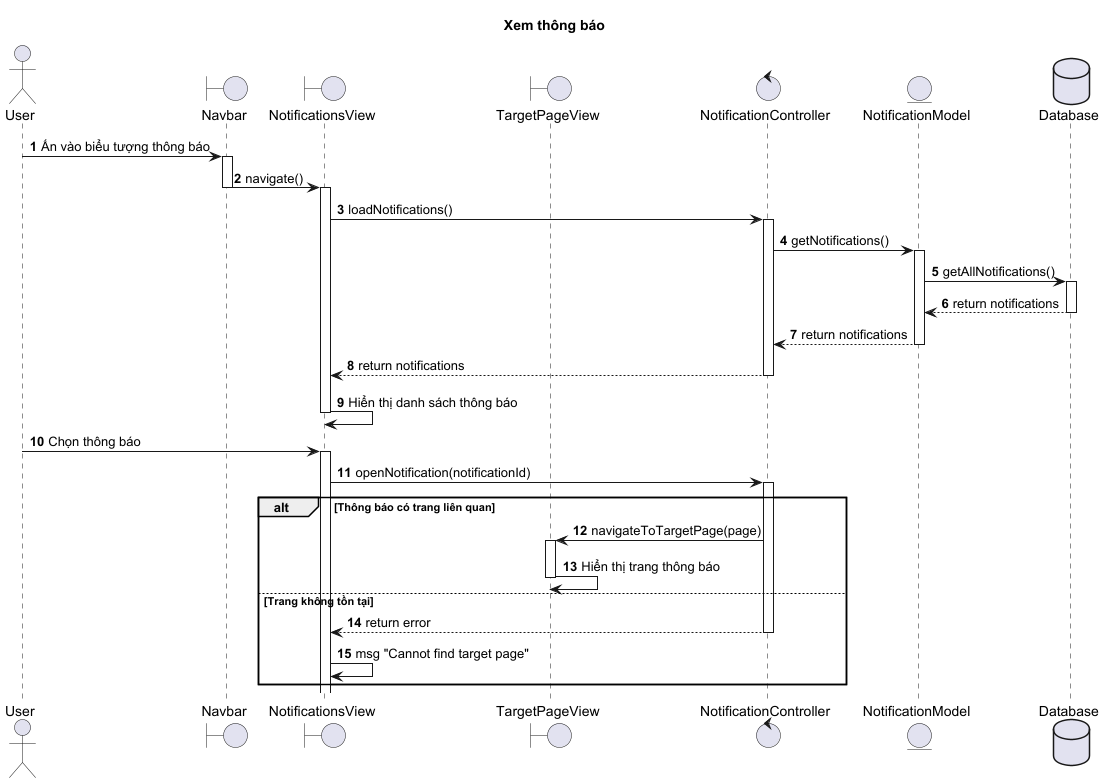 Xem thông báo
User
Navbar
NotificationsView
TargetPageView
NotificationController
NotificationModel
Database
1 Ấn vào biểu tượng thông báo
2 navigate()
3 loadNotifications()
4 getNotifications()
5 getAllNotifications()
6 return notifications
7 return notifications
8 return notifications
9 Hiển thị danh sách thông báo
10 Chọn thông báo
11 openNotification(notificationId)
alt [Thông báo có trang liên quan]
12 navigateToTargetPage(page)
13 Hiển thị trang thông báo
[Trang không tồn tại]
14 return error
15 msg "Cannot find target page"
User
Navbar
NotificationsView
TargetPageView
NotificationController
NotificationModel
Database